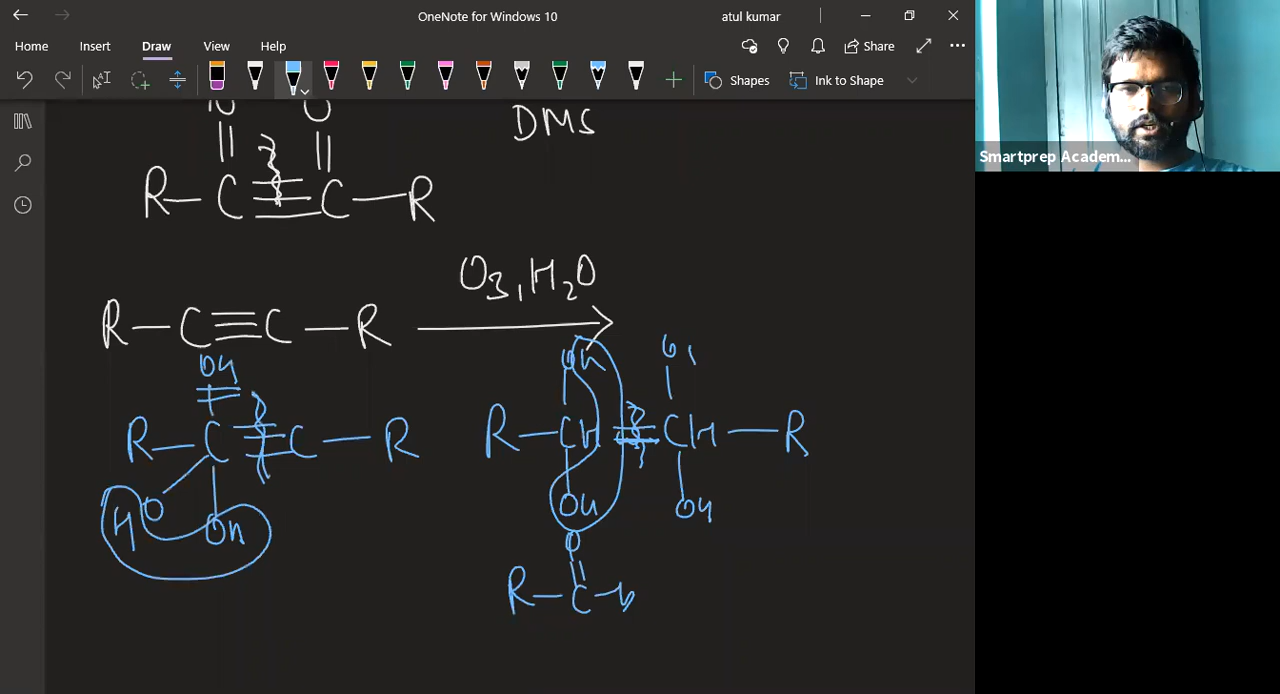 OneNote for Windows 10
atul kumar
Home Insert Draw View Help
Share
Shapes
Ink to Shape
Smartprep Academ...
DMS
R—C≡C—R
O3, H2O
R—C≡C—R
OH
R—C≡C—R
HO OH
OH
R—CH=CH—R
OH OH
O
R—C—